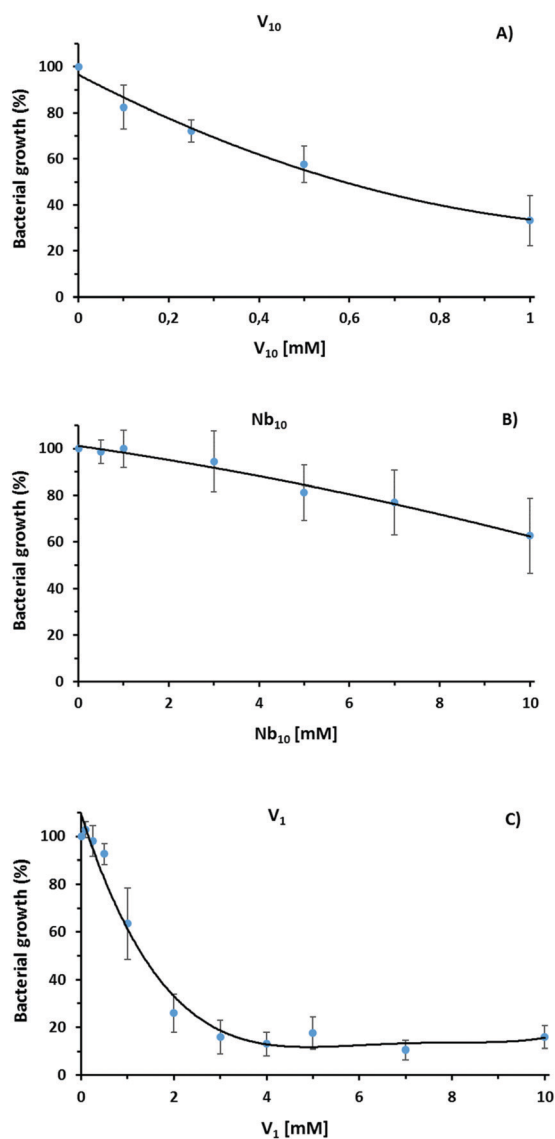 V₁₀
A)
Bacterial growth (%)
100
80
60
40
20
0
0 0,2 0,4 0,6 0,8 1
V₁₀ [mM]
Nb₁₀
B)
Bacterial growth (%)
100
80
60
40
20
0
0 2 4 6 8 10
Nb₁₀ [mM]
V₁
C)
Bacterial growth (%)
100
80
60
40
20
0
0 2 4 6 8 10
V₁ [mM]